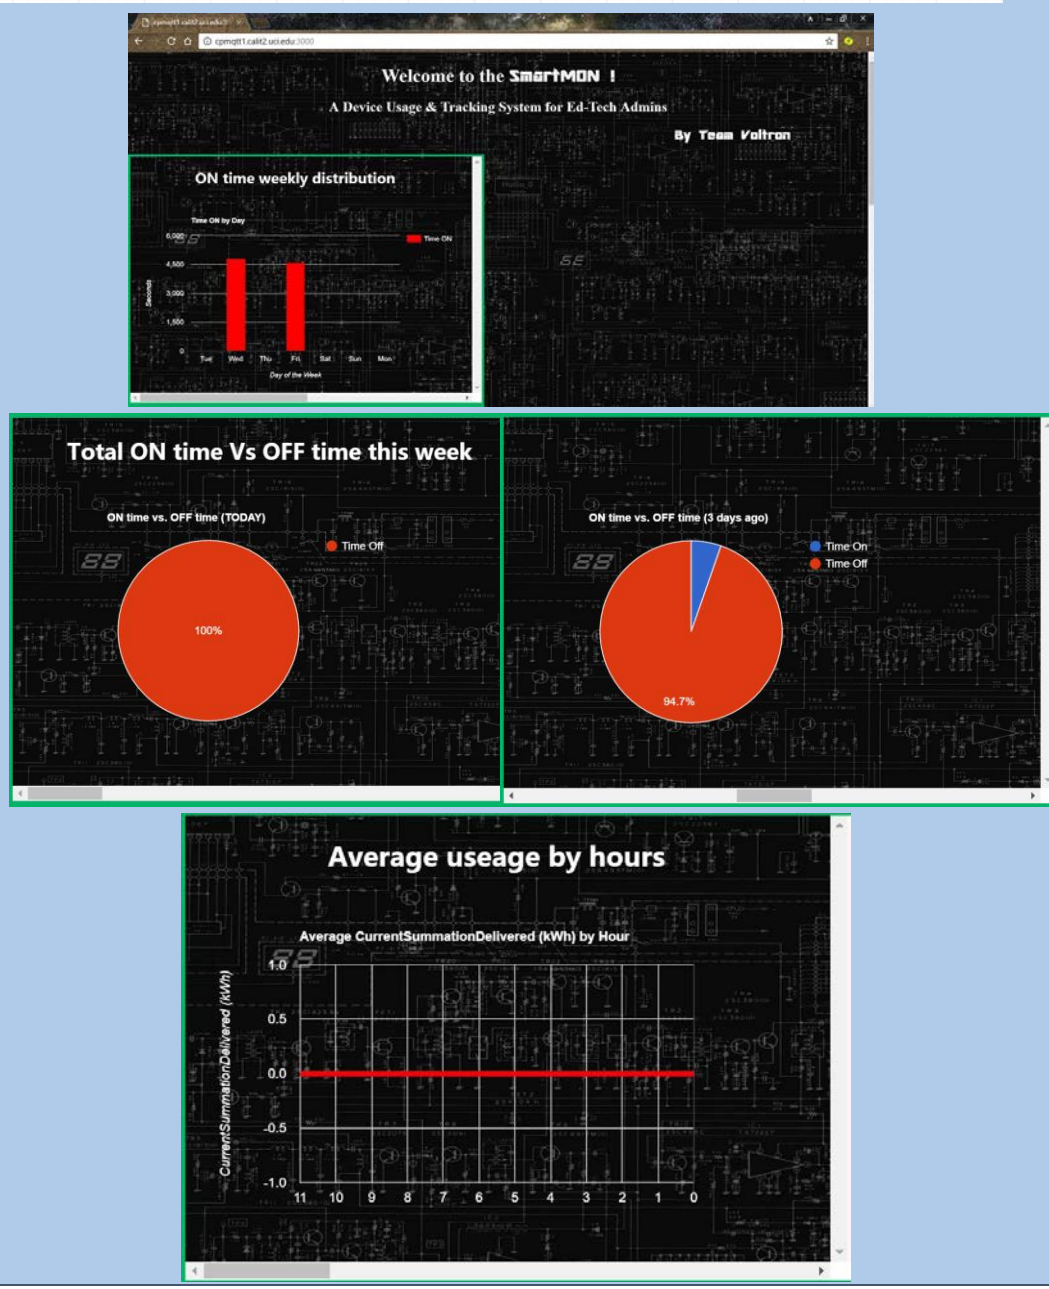 cpmqtt1.calit2.uci.edu:3
cpmqtt1.calit2.uci.edu:3000
Welcome to the SmartMON !
A Device Usage & Tracking System for Ed-Tech Admins
By Team Voltron
ON time weekly distribution
Time ON by Day
6,000
Time ON
4,500
3,000
1,500
0
Seconds
Tue Wed Thu Fri Sat Sun Mon
Day of the Week
Total ON time Vs OFF time this week
ON time vs. OFF time (TODAY)
Time Off
100%
ON time vs. OFF time (3 days ago)
Time On
Time Off
94.7%
Average useage by hours
Average CurrentSummationDelivered (kWh) by Hour
CurrentSummationDelivered (kWh)
1.0
0.5
0.0
-0.5
-1.0
11 10 9 8 7 6 5 4 3 2 1 0